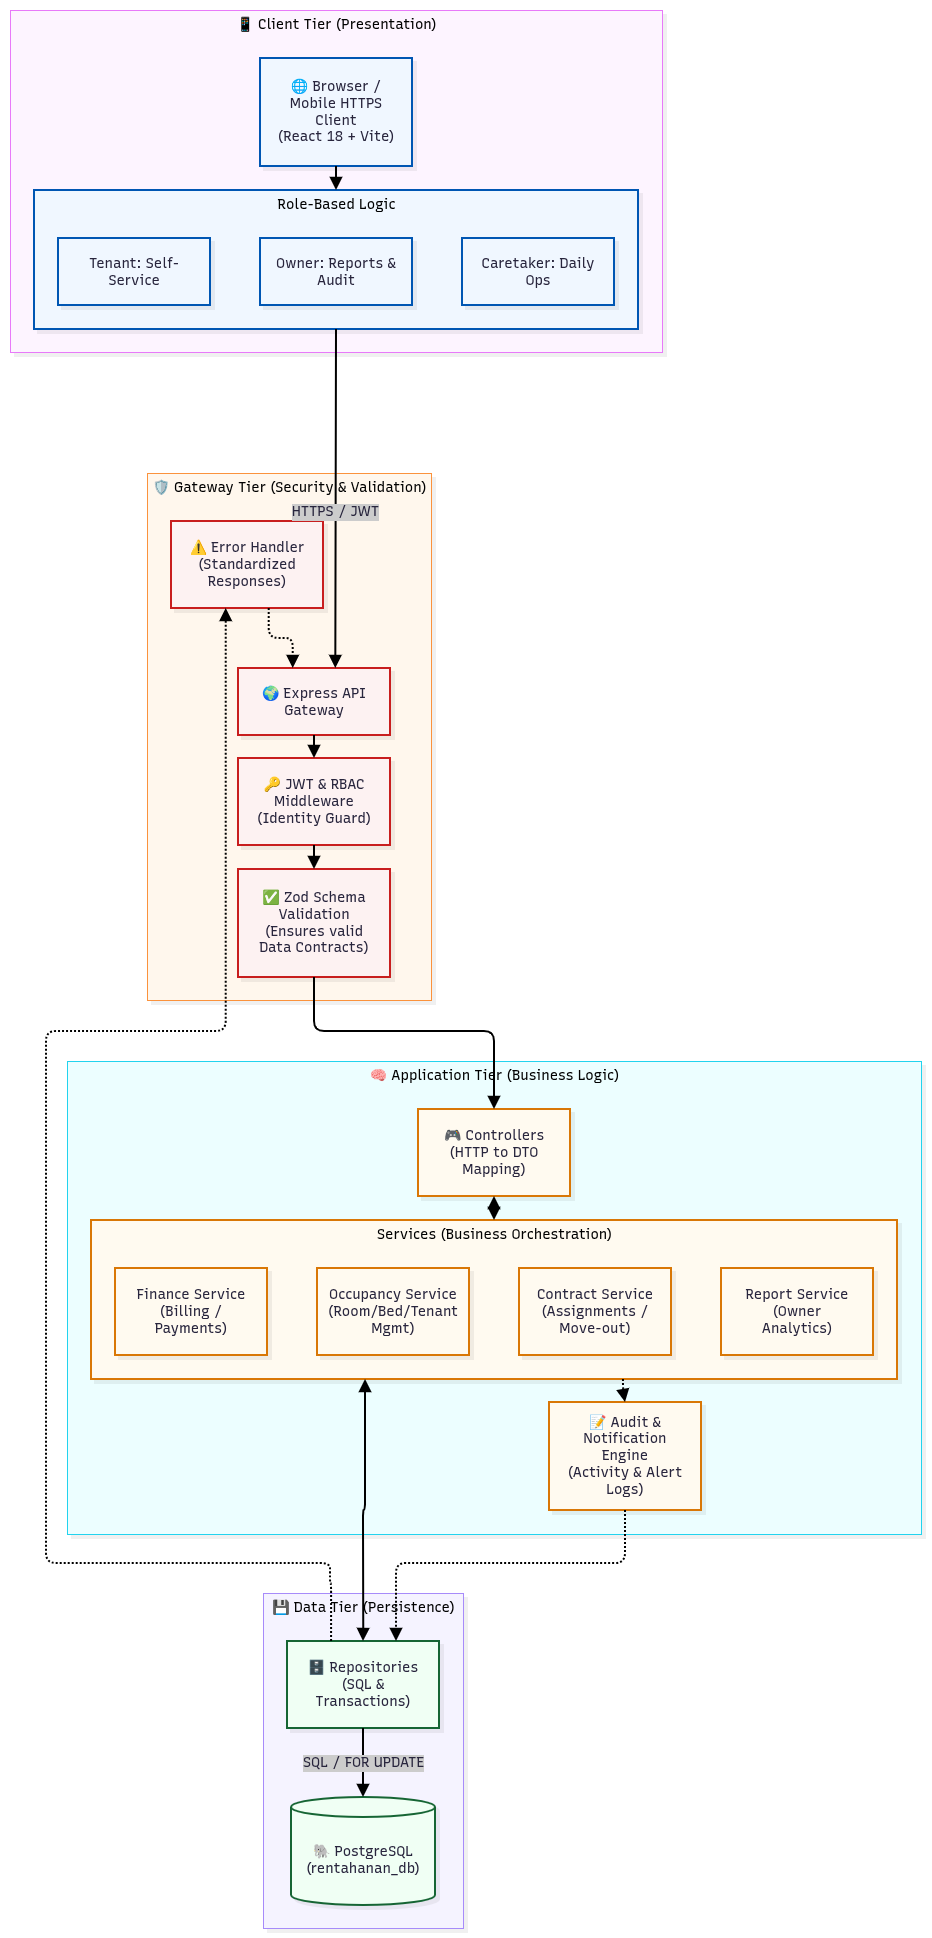 📱 Client Tier (Presentation)
🌐 Browser /
Mobile HTTPS
Client
(React 18 + Vite)
Role-Based Logic
Tenant: Self-
Service
Owner: Reports &
Audit
Caretaker: Daily
Ops
🛡️ Gateway Tier (Security & Validation)
HTTPS / JWT
⚠️ Error Handler
(Standardized
Responses)
🌍 Express API
Gateway
🔑 JWT & RBAC
Middleware
(Identity Guard)
✅ Zod Schema
Validation
(Ensures valid
Data Contracts)
🧠 Application Tier (Business Logic)
🎮 Controllers
(HTTP to DTO
Mapping)
Services (Business Orchestration)
Finance Service
(Billing /
Payments)
Occupancy Service
(Room/Bed/Tenant
Mgmt)
Contract Service
(Assignments /
Move-out)
Report Service
(Owner
Analytics)
📝 Audit &
Notification
Engine
(Activity & Alert
Logs)
💾 Data Tier (Persistence)
🗄️ Repositories
(SQL &
Transactions)
SQL / FOR UPDATE
🐘 PostgreSQL
(rentahanan_db)